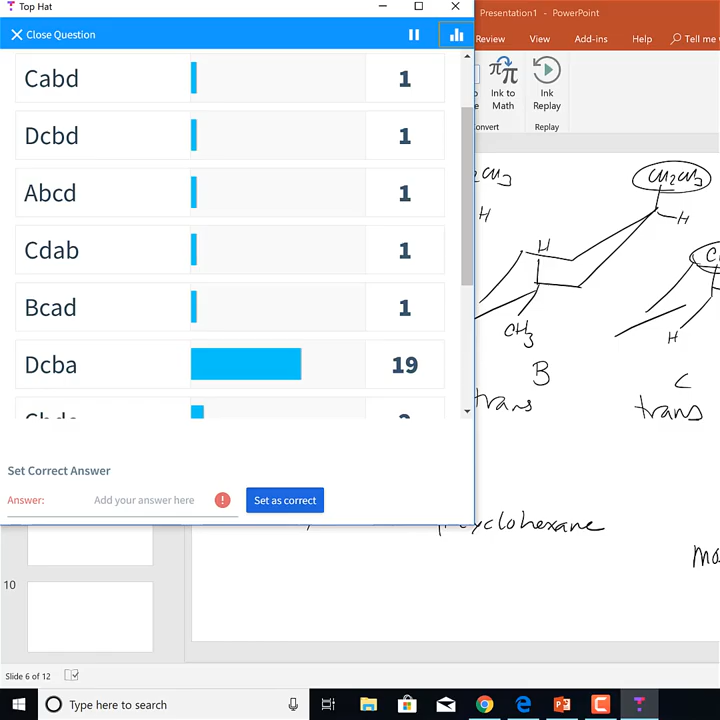 Top Hat
Close Question
Cabd 1
Dcbd 1
Abcd 1
Cdab 1
Bcad 1
Dcba 19
Set Correct Answer
Answer: Add your answer here ! Set as correct
Presentation1 - PowerPoint
Review View Add-ins Help Tell me
Ink to Math
Ink Replay
Replay
CH3
CH2CH3
H
H
H
CH3
H
B
C
trans
trans
cyclohexane
10
Slide 6 of 12
Type here to search